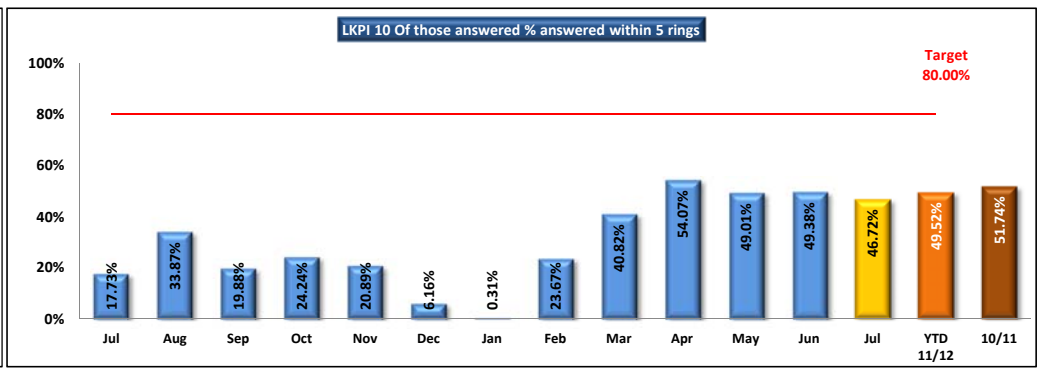 LKPI 10 Of those answered % answered within 5 rings
Target
80.00%
100%
80%
60%
40%
20%
0%
17.73%
33.87%
19.88%
24.24%
20.89%
6.16%
0.31%
23.67%
40.82%
54.07%
49.01%
49.38%
46.72%
49.52%
51.74%
Jul
Aug
Sep
Oct
Nov
Dec
Jan
Feb
Mar
Apr
May
Jun
Jul
YTD
11/12
10/11